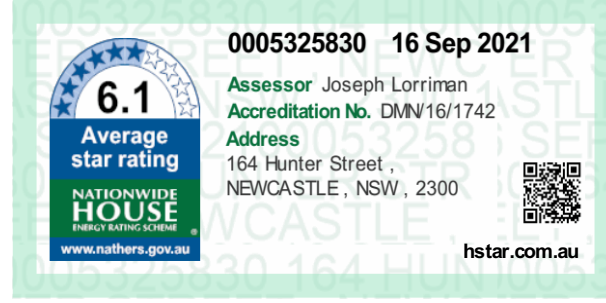 0005325830 16 Sep 2021
6.1
Average
star rating
NATIONWIDE
HOUSE
ENERGY RATING SCHEME ®
www.nathers.gov.au
Assessor Joseph Lorriman
Accreditation No. DMN/16/1742
Address
164 Hunter Street ,
NEWCASTLE , NSW , 2300
hstar.com.au